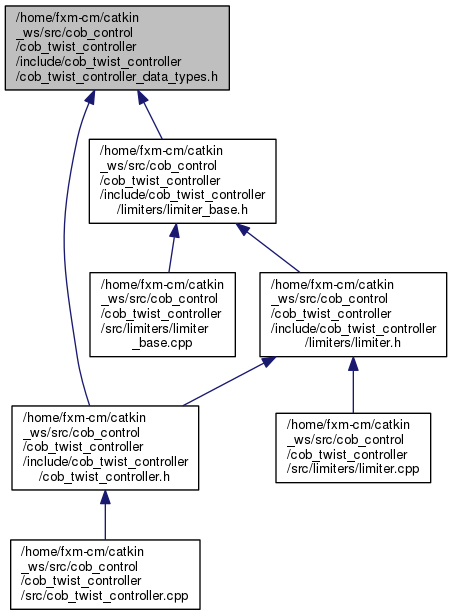 /home/fxm-cm/catkin
_ws/src/cob_control
/cob_twist_controller
/include/cob_twist_controller
/cob_twist_controller_data_types.h
/home/fxm-cm/catkin
_ws/src/cob_control
/cob_twist_controller
/include/cob_twist_controller
/limiters/limiter_base.h
/home/fxm-cm/catkin
_ws/src/cob_control
/cob_twist_controller
/src/limiters/limiter
_base.cpp
/home/fxm-cm/catkin
_ws/src/cob_control
/cob_twist_controller
/include/cob_twist_controller
/limiters/limiter.h
/home/fxm-cm/catkin
_ws/src/cob_control
/cob_twist_controller
/include/cob_twist_controller
/cob_twist_controller.h
/home/fxm-cm/catkin
_ws/src/cob_control
/cob_twist_controller
/src/limiters/limiter.cpp
/home/fxm-cm/catkin
_ws/src/cob_control
/cob_twist_controller
/src/cob_twist_controller.cpp